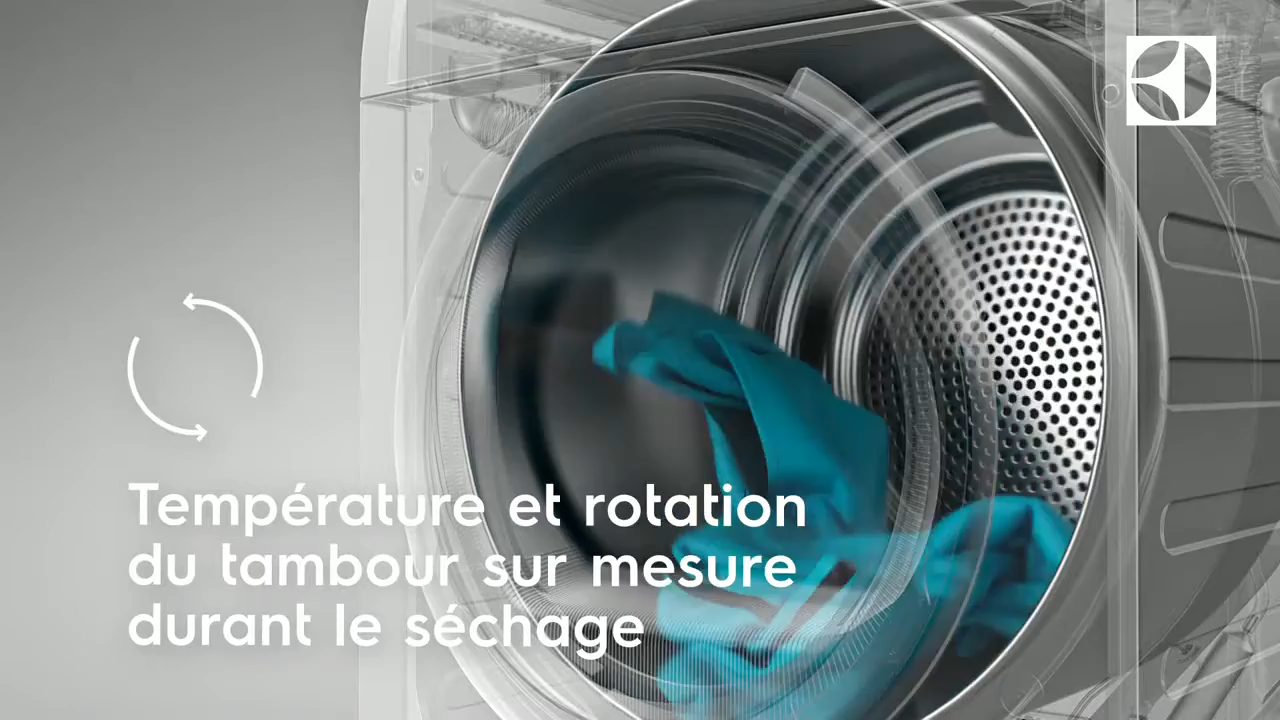 Température et rotation
du tambour sur mesure
durant le séchage